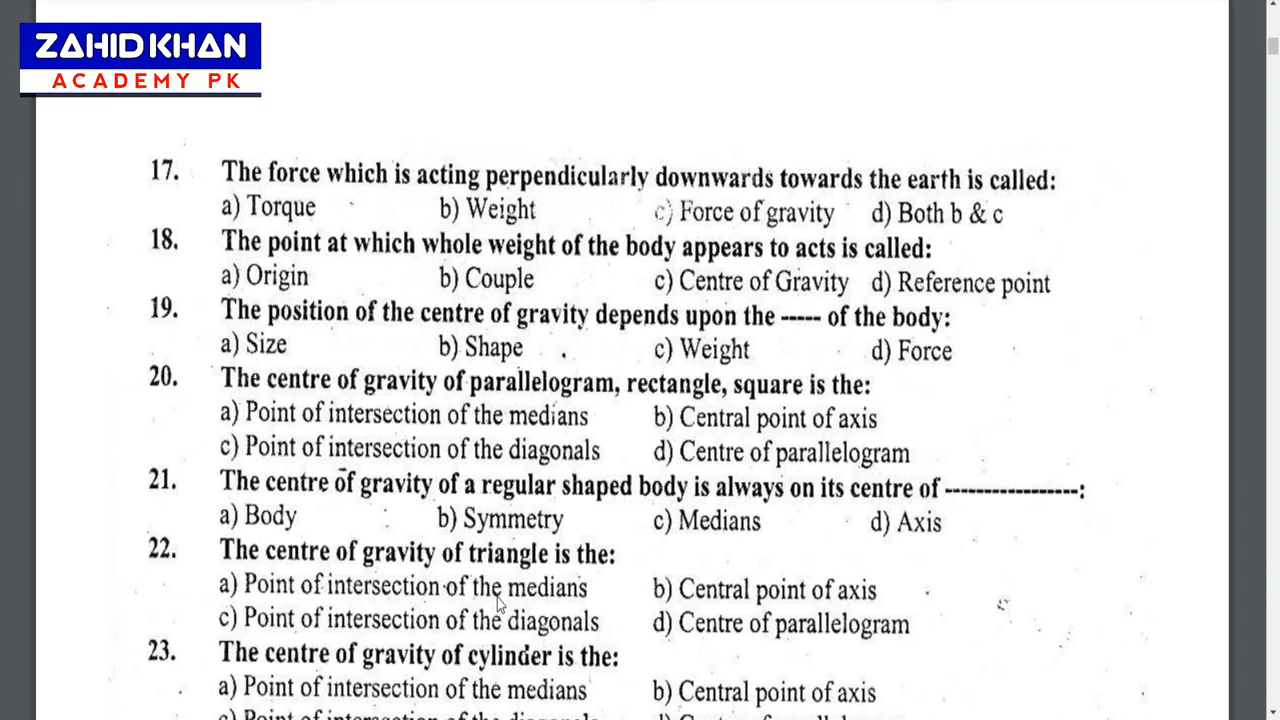 ZAHID KHAN
ACADEMY PK
17. The force which is acting perpendicularly downwards towards the earth is called:
a) Torque b) Weight c) Force of gravity d) Both b & c
18. The point at which whole weight of the body appears to acts is called:
a) Origin b) Couple c) Centre of Gravity d) Reference point
19. The position of the centre of gravity depends upon the ----- of the body:
a) Size b) Shape c) Weight d) Force
20. The centre of gravity of parallelogram, rectangle, square is the:
a) Point of intersection of the medians b) Central point of axis
c) Point of intersection of the diagonals d) Centre of parallelogram
21. The centre of gravity of a regular shaped body is always on its centre of -----------------:
a) Body b) Symmetry c) Medians d) Axis
22. The centre of gravity of triangle is the:
a) Point of intersection of the medians b) Central point of axis
c) Point of intersection of the diagonals d) Centre of parallelogram
23. The centre of gravity of cylinder is the:
a) Point of intersection of the medians b) Central point of axis